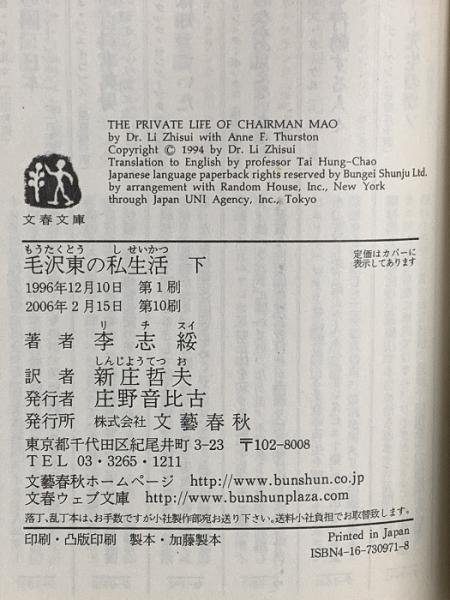 THE PRIVATE LIFE OF CHAIRMAN MAO
by Dr. Li Zhisui with Anne F. Thurston
Copyright © 1994 by Dr. Li Zhisui
Translation to English by professor Tai Hung-Chao
Japanese language paperback rights reserved by Bungei Shunju Ltd.
by arrangement with Random House, Inc., New York
through Japan UNI Agency, Inc., Tokyo
文春文庫
もうたくとう し せいかつ
毛沢東の私生活 下
定価はカバーに
表示してあります
1996年12月10日 第1刷
2006年2月15日 第10刷
リ チ スイ
著者 李志綏
しんじようてつ お
訳者 新庄哲夫
発行者 庄野音比古
発行所 株式会社 文藝春秋
東京都千代田区紀尾井町3-23 〒102-8008
TEL 03・3265・1211
文藝春秋ホームページ http://www.bunshun.co.jp
文春ウェブ文庫 http://www.bunshunplaza.com
落丁、乱丁本は、お手数ですが小社製作部宛お送り下さい。送料小社負担でお取替致します。
印刷・凸版印刷 製本・加藤製本
Printed in Japan
ISBN4-16-730971-8